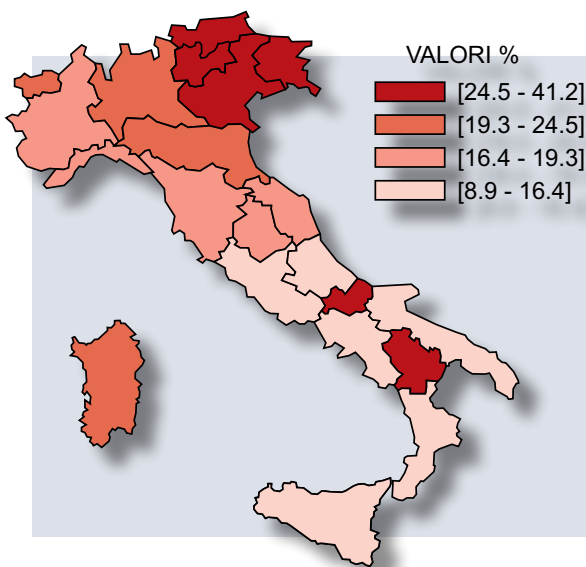 VALORI %
[24.5 - 41.2]
[19.3 - 24.5]
[16.4 - 19.3]
[8.9 - 16.4]